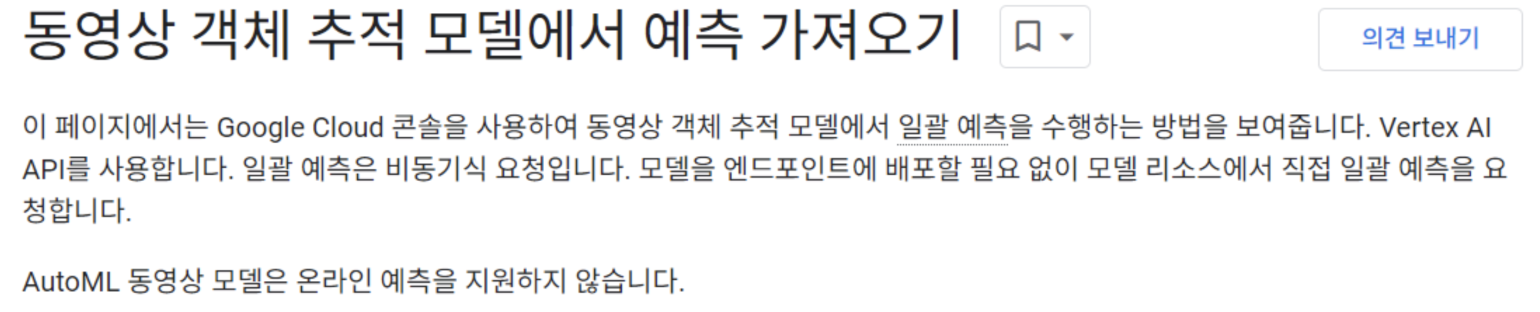 동영상 객체 추적 모델에서 예측 가져오기
의견 보내기
이 페이지에서는 Google Cloud 콘솔을 사용하여 동영상 객체 추적 모델에서 일괄 예측을 수행하는 방법을 보여줍니다. Vertex AI
API를 사용합니다. 일괄 예측은 비동기식 요청입니다. 모델을 엔드포인트에 배포할 필요 없이 모델 리소스에서 직접 일괄 예측을 요
청합니다.
AutoML 동영상 모델은 온라인 예측을 지원하지 않습니다.